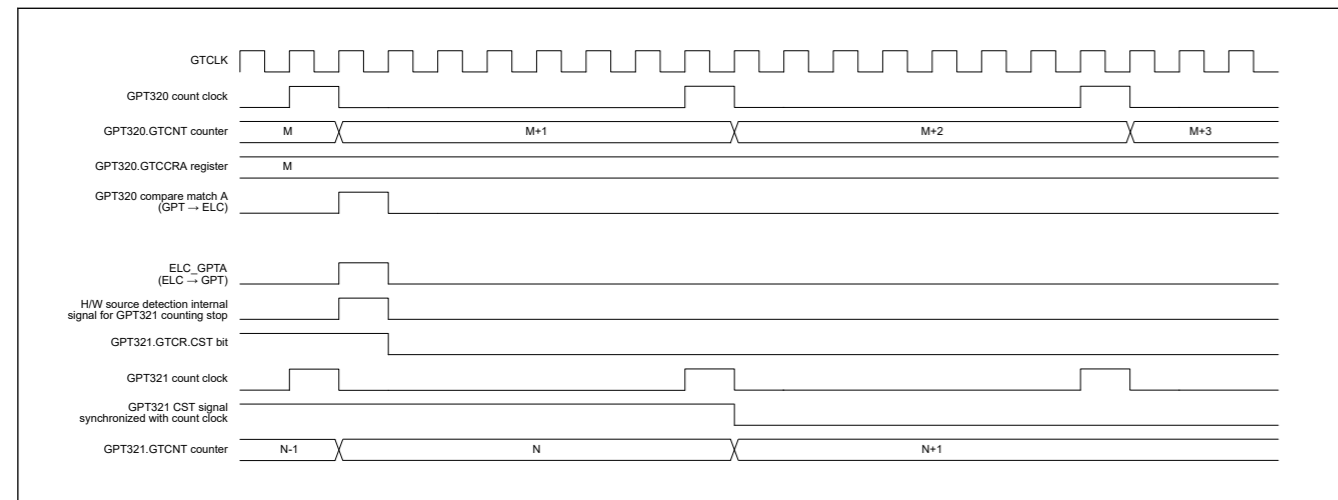 GTCLK
GPT320 count clock
GPT320.GTCNT counter M M+1 M+2 M+3
GPT320.GTCCRA register M
GPT320 compare match A
(GPT → ELC)
ELC_GPTA
(ELC → GPT)
H/W source detection internal
signal for GPT321 counting stop
GPT321.GTCR.CST bit
GPT321 count clock
GPT321 CST signal
synchronized with count clock
GPT321.GTCNT counter N-1 N N+1